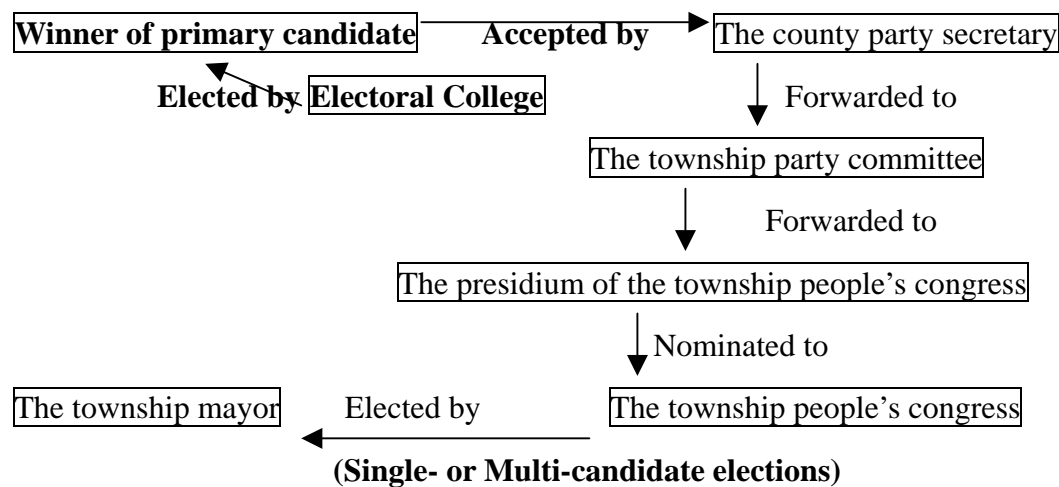 Winner of primary candidate Accepted by The county party secretary
Elected by Electoral College Forwarded to
The township party committee
Forwarded to
The presidium of the township people’s congress
Nominated to
The township mayor Elected by The township people’s congress
(Single- or Multi-candidate elections)